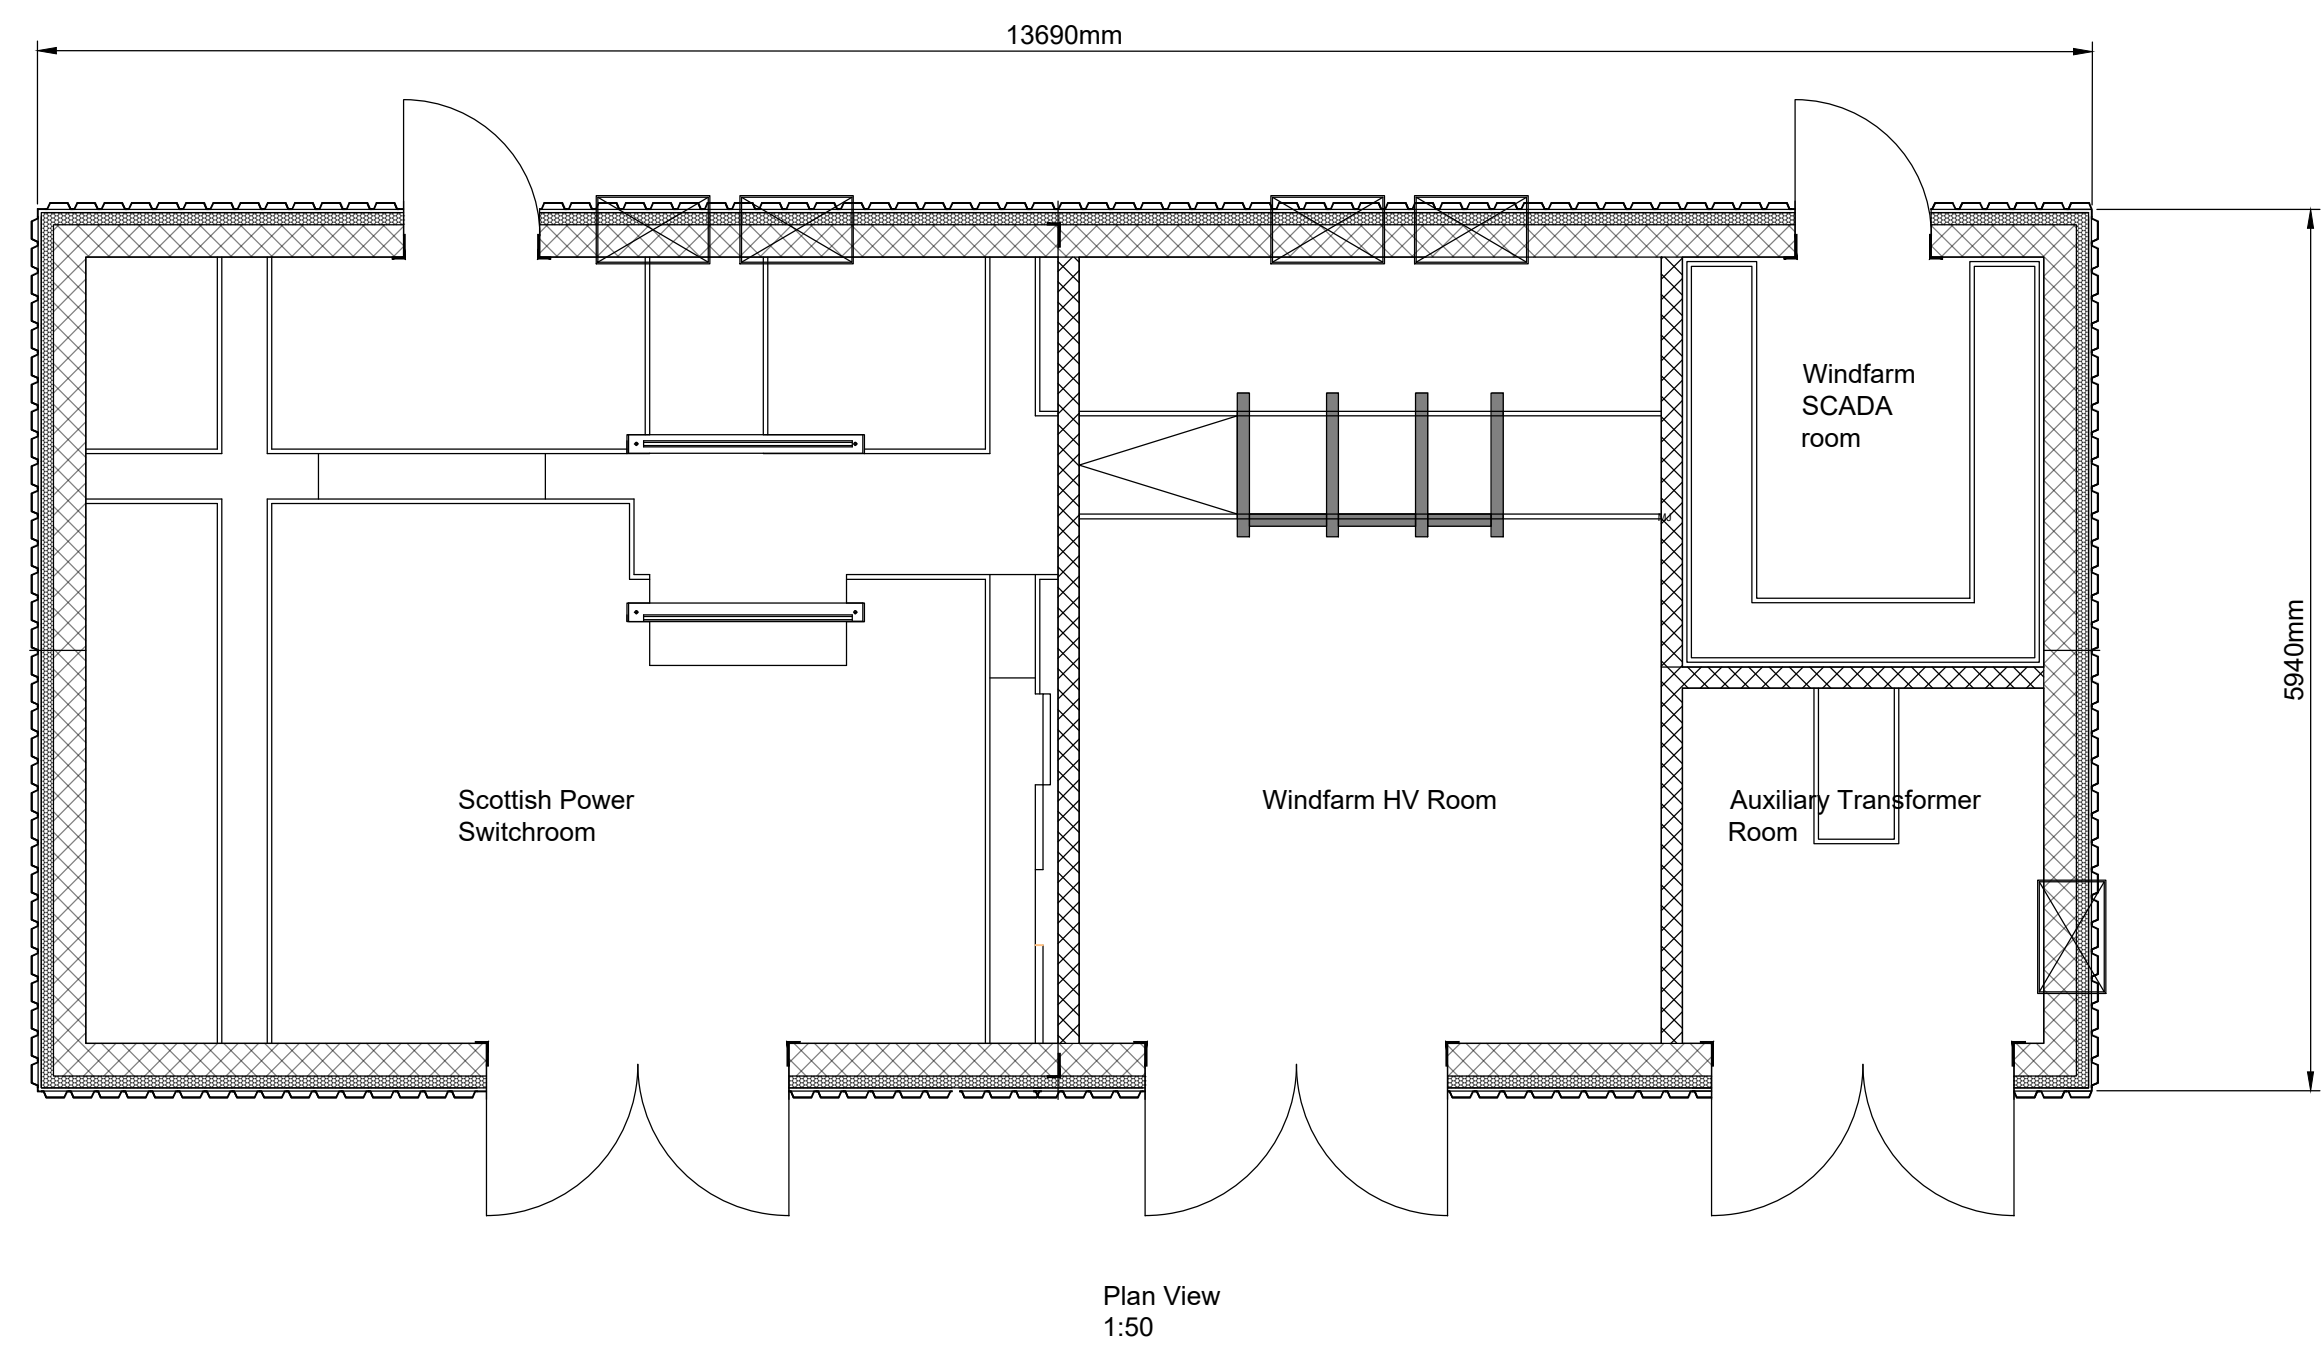 13690mm
Windfarm
SCADA
room
5940mm
Scottish Power
Switchroom
Windfarm HV Room
Auxiliary Transformer
Room
Plan View
1:50